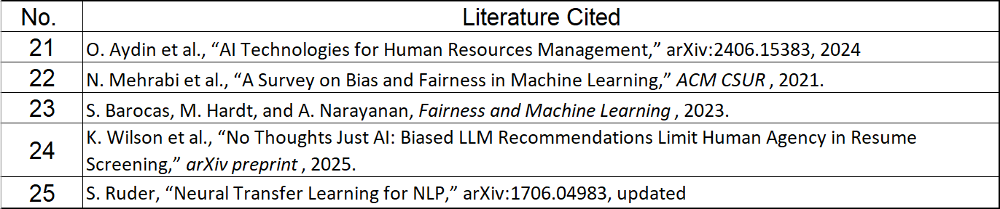 No. Literature Cited
21 O. Aydin et al., “AI Technologies for Human Resources Management,” arXiv:2406.15383, 2024
22 N. Mehrabi et al., “A Survey on Bias and Fairness in Machine Learning,” ACM CSUR , 2021.
23 S. Barocas, M. Hardt, and A. Narayanan, Fairness and Machine Learning , 2023.
24 K. Wilson et al., “No Thoughts Just AI: Biased LLM Recommendations Limit Human Agency in Resume
Screening,” arXiv preprint , 2025.
25 S. Ruder, “Neural Transfer Learning for NLP,” arXiv:1706.04983, updated